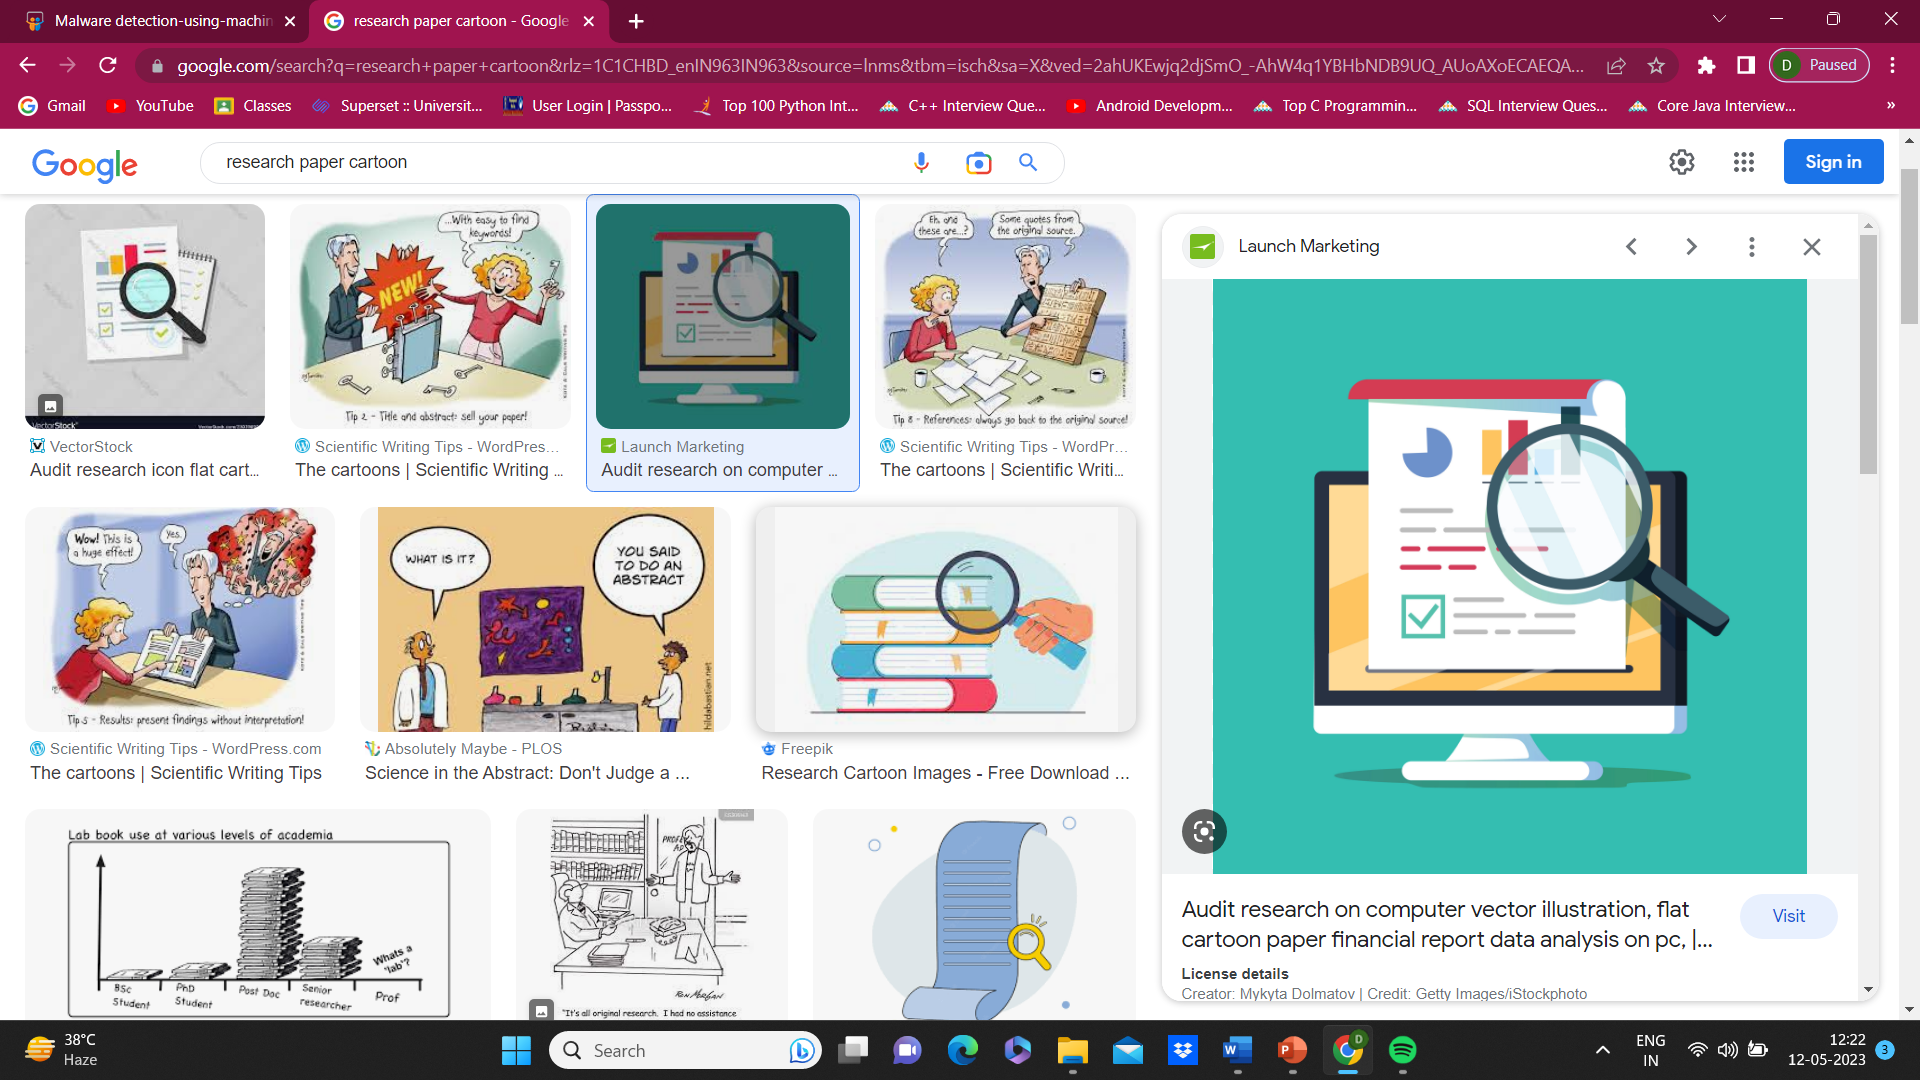 Malware detection-using-machin
research paper cartoon - Google
google.com/search?q=research+paper+cartoon&rlz=1C1CHBD_enIN963IN963&source=lnms&tbm=isch&sa=X&ved=2ahUKEwjq2djSmO_-AhW4q1YBHbNDB9UQ_AUoAXoECAEQA...
D Paused
Gmail
YouTube
Classes
Superset :: Universit...
User Login | Passpo...
Top 100 Python Int...
C++ Interview Que...
Android Developm...
Top C Programmin...
SQL Interview Ques...
Core Java Interview...
»
Google
research paper cartoon
Sign in
VectorStock
VectorStock
Audit research icon flat cart...
...With easy to find
keywords!
NEW!
Tip 2 - Title and abstract: sell your paper!
Scientific Writing Tips - WordPres...
The cartoons | Scientific Writing ...
Launch Marketing
Audit research on computer ...
Eh, and
these are...?
Some quotes from
the original source.
Tip 8 - References: always go back to the original source!
Scientific Writing Tips - WordPr...
The cartoons | Scientific Writi...
Wow! This is
a huge effect!
Yes.
Tip 5 - Results: present findings without interpretation!
Scientific Writing Tips - WordPress.com
The cartoons | Scientific Writing Tips
WHAT IS IT?
YOU SAID
TO DO AN
ABSTRACT
hildabastian.net
Absolutely Maybe - PLOS
Science in the Abstract: Don't Judge a ...
Freepik
Research Cartoon Images - Free Download ...
Lab book use at various levels of academia
BSc
Student
PhD
Student
Post Doc
Senior
researcher
Whats a
'lab'?
Prof
"It's all original research. I had no assistance
Launch Marketing
Audit research on computer vector illustration, flat
cartoon paper financial report data analysis on pc, |...
Visit
License details
Creator: Mykyta Dolmatov | Credit: Getty Images/iStockphoto
38°C
Haze
Search
ENG
IN
12:22
12-05-2023
3